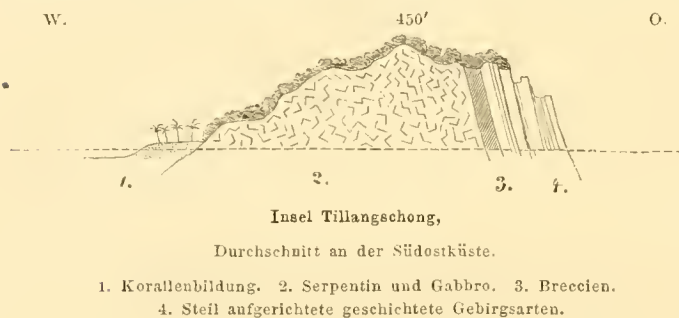 W. 450' O.
1. 2. 3. 4.
Insel Tillangschong,
Durchschnitt an der Südostküste.
1. Korallenbildung. 2. Serpentin und Gabbro. 3. Breccien.
4. Steil aufgerichtete geschichtete Gebirgsarten.